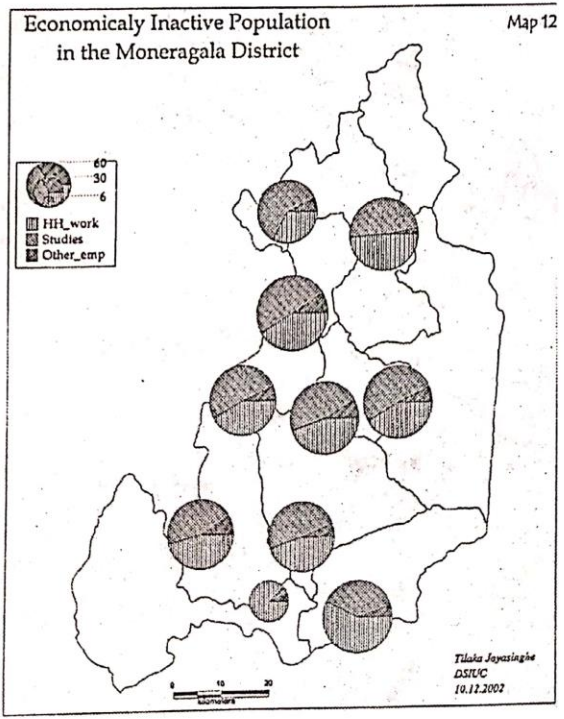 Economicaly Inactive Population
in the Moneragala District
Map 12
60
30
6
HH_work
Studies
Other_emp
0 10 20
kilometers
Tilaka Jayasinghe
DSIUC
10.12.2002